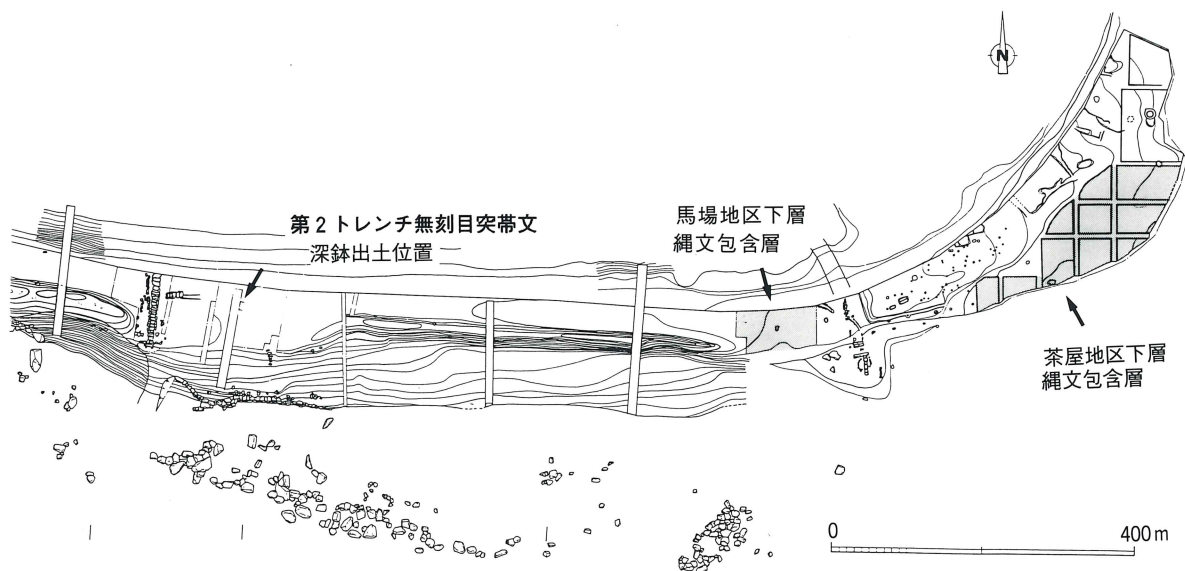 N
第2トレンチ無刻目突帯文
深鉢出土位置
馬場地区下層
縄文包含層
茶屋地区下層
縄文包含層
0 400m